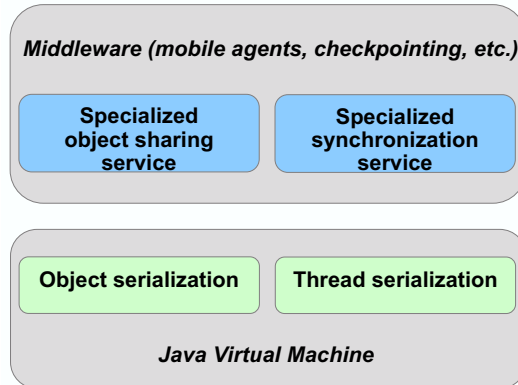 Middleware (mobile agents, checkpointing, etc.)
Specialized
object sharing
service
Specialized
synchronization
service
Object serialization
Thread serialization
Java Virtual Machine